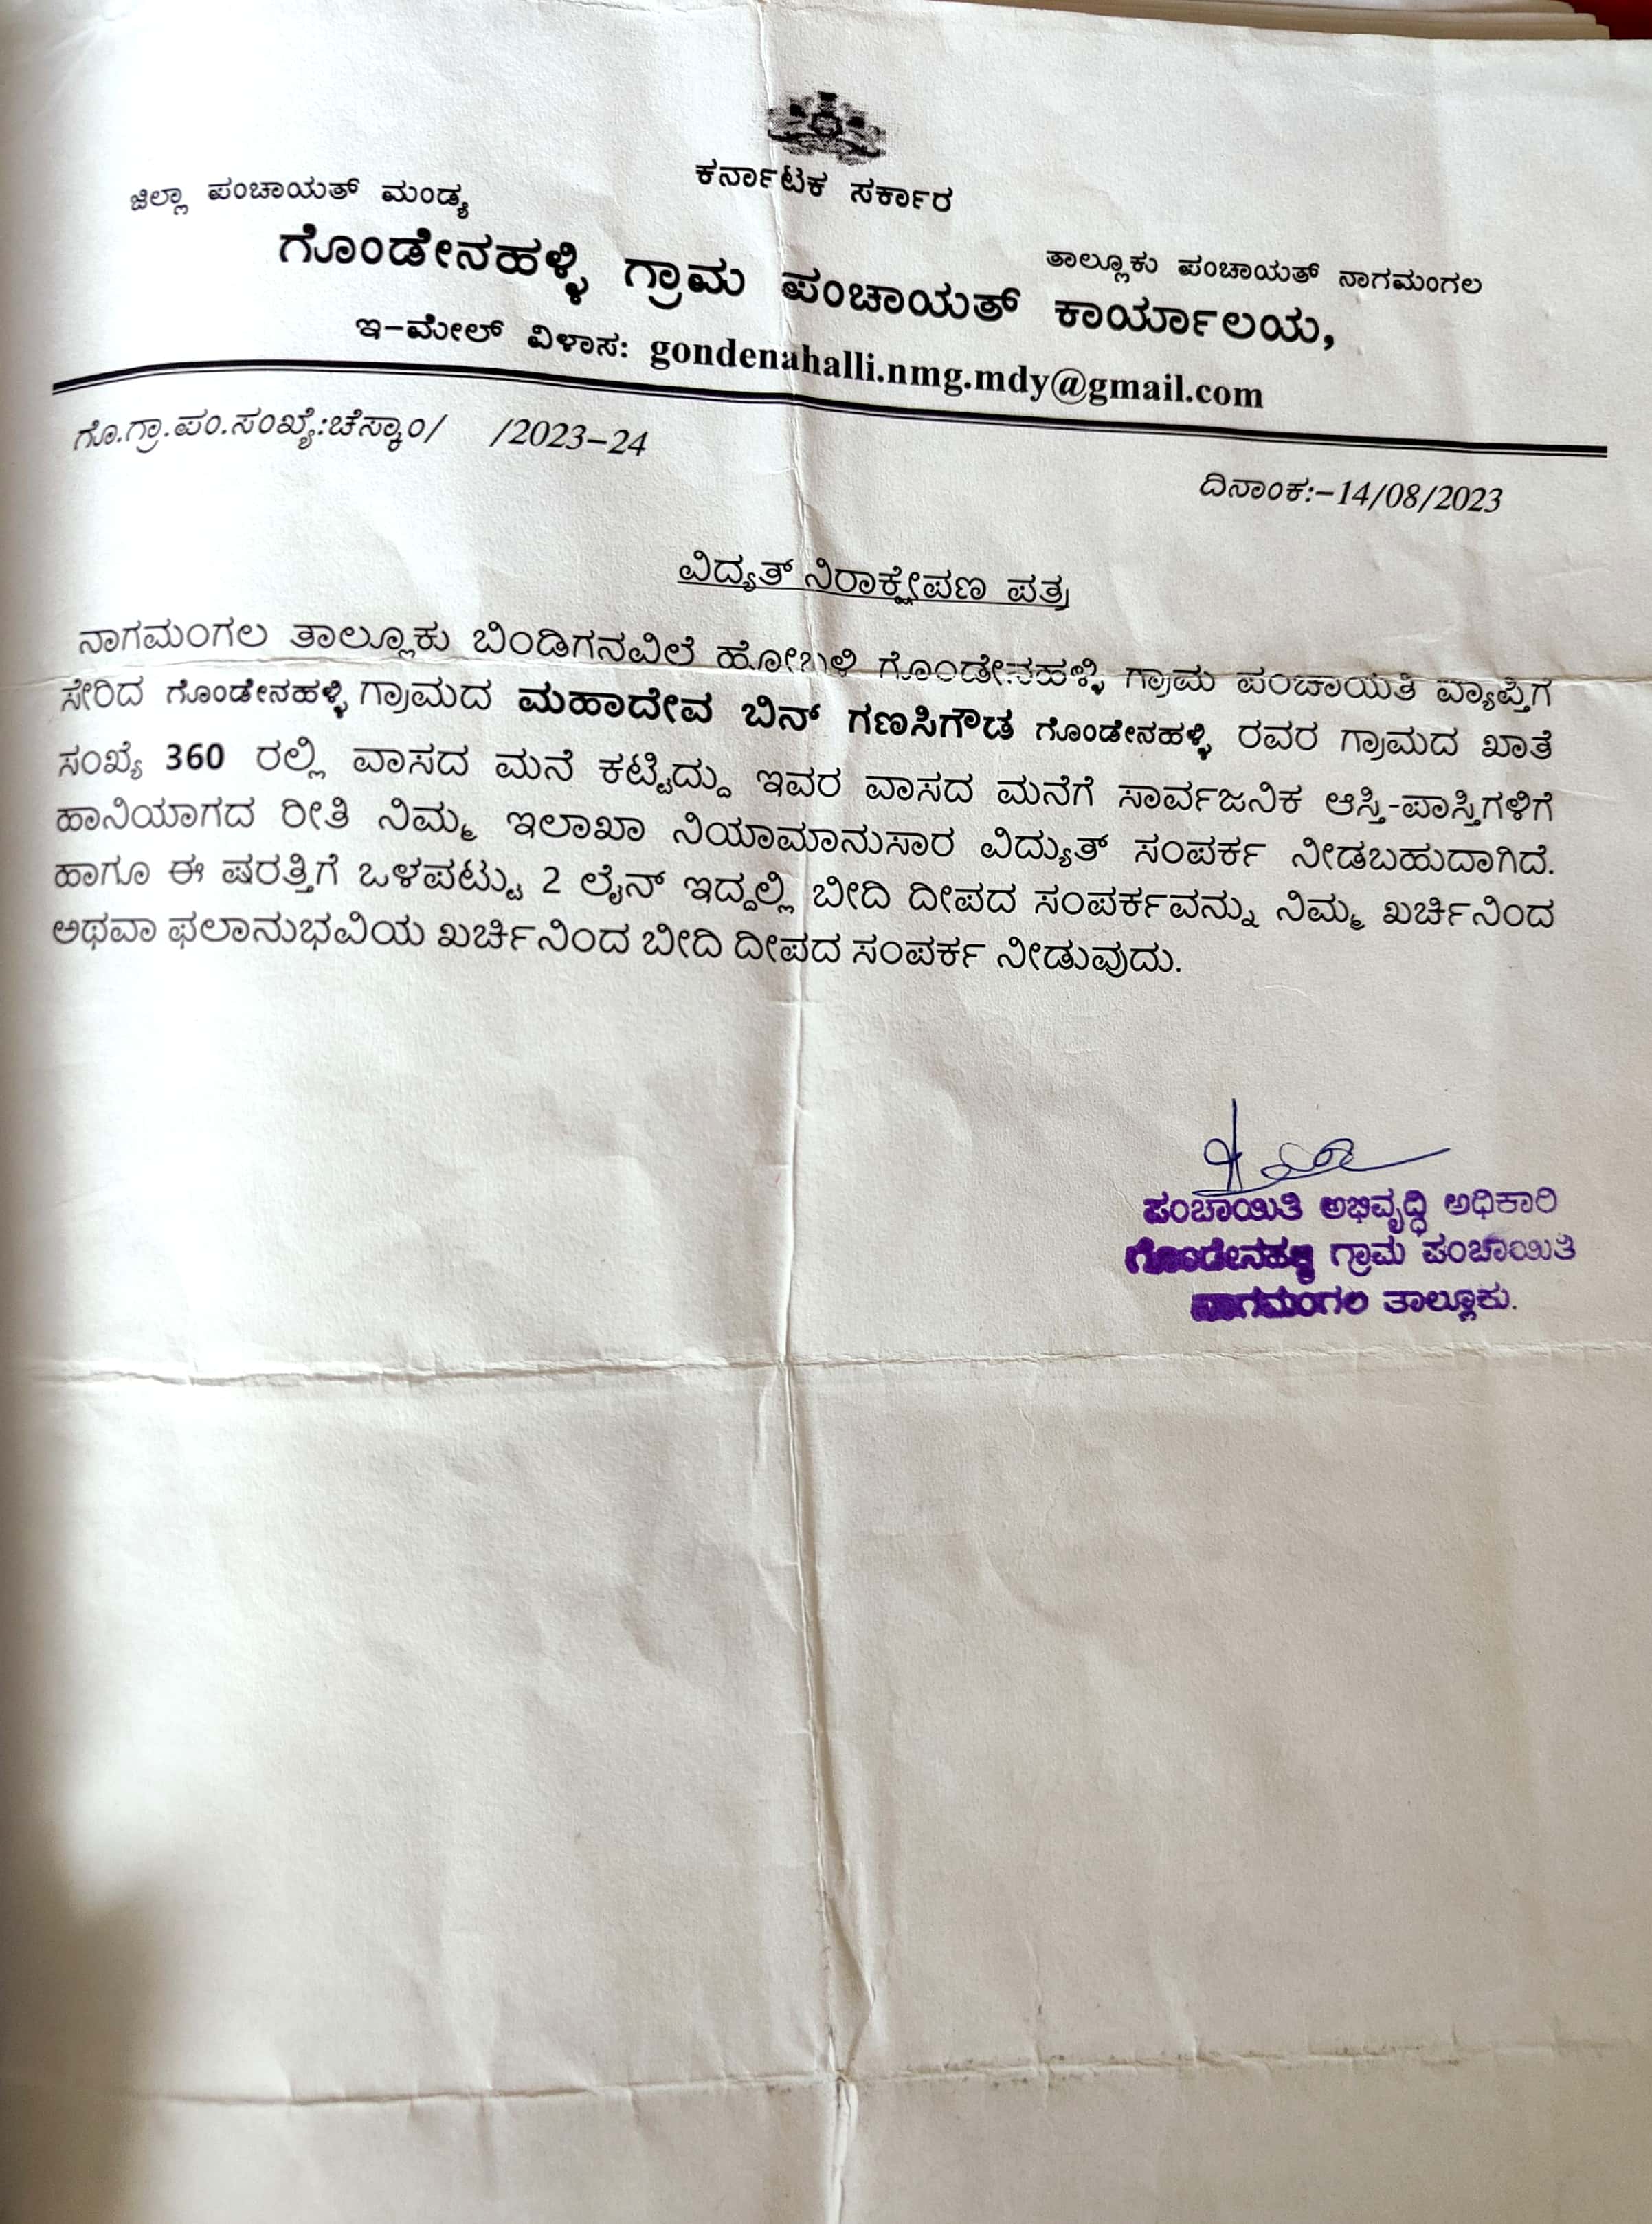 ಕರ್ನಾಟಕ ಸರ್ಕಾರ
ಜಿಲ್ಲಾ ಪಂಚಾಯತ್ ಮಂಡ್ಯ
ತಾಲ್ಲೂಕು ಪಂಚಾಯತ್ ನಾಗಮಂಗಲ
ಗೊಂಡೇನಹಳ್ಳಿ ಗ್ರಾಮ ಪಂಚಾಯತ್ ಕಾರ್ಯಾಲಯ,
ಇ-ಮೇಲ್ ವಿಳಾಸ: gondenahalli.nmg.mdy@gmail.com
ಗೊ.ಗ್ರಾ.ಪಂ.ಸಂಖ್ಯೆ:ಚೆಸ್ಕಾಂ/ /2023-24
ದಿನಾಂಕ:-14/08/2023
ವಿದ್ಯತ್ ನಿರಾಕ್ಷೇಪಣ ಪತ್ರ
ನಾಗಮಂಗಲ ತಾಲ್ಲೂಕು ಬಿಂಡಿಗನವಿಲೆ ಹೋಬಳಿ ಗೊಂಡೇನಹಳ್ಳಿ ಗ್ರಾಮ ಪಂಚಾಯತಿ ವ್ಯಾಪ್ತಿಗೆ
ಸೇರಿದ ಗೊಂಡೇನಹಳ್ಳಿ ಗ್ರಾಮದ ಮಹಾದೇವ ಬಿನ್ ಗಣಸಿಗೌಡ ಗೊಂಡೇನಹಳ್ಳಿ ರವರ ಗ್ರಾಮದ ಖಾತೆ
ಸಂಖ್ಯೆ 360 ರಲ್ಲಿ ವಾಸದ ಮನೆ ಕಟ್ಟಿದ್ದು ಇವರ ವಾಸದ ಮನೆಗೆ ಸಾರ್ವಜನಿಕ ಆಸ್ತಿ-ಪಾಸ್ತಿಗಳಿಗೆ
ಹಾನಿಯಾಗದ ರೀತಿ ನಿಮ್ಮ ಇಲಾಖಾ ನಿಯಾಮಾನುಸಾರ ವಿದ್ಯುತ್ ಸಂಪರ್ಕ ನೀಡಬಹುದಾಗಿದೆ.
ಹಾಗೂ ಈ ಷರತ್ತಿಗೆ ಒಳಪಟ್ಟು 2 ಲೈನ್ ಇದ್ದಲ್ಲಿ ಬೀದಿ ದೀಪದ ಸಂಪರ್ಕವನ್ನು ನಿಮ್ಮ ಖರ್ಚಿನಿಂದ
ಅಥವಾ ಫಲಾನುಭವಿಯ ಖರ್ಚಿನಿಂದ ಬೀದಿ ದೀಪದ ಸಂಪರ್ಕ ನೀಡುವುದು.
ಪಂಚಾಯಿತಿ ಅಭಿವೃದ್ಧಿ ಅಧಿಕಾರಿ
ಗೊಂಡೇನಹಳ್ಳಿ ಗ್ರಾಮ ಪಂಚಾಯಿತಿ
ನಾಗಮಂಗಲ ತಾಲ್ಲೂಕು.